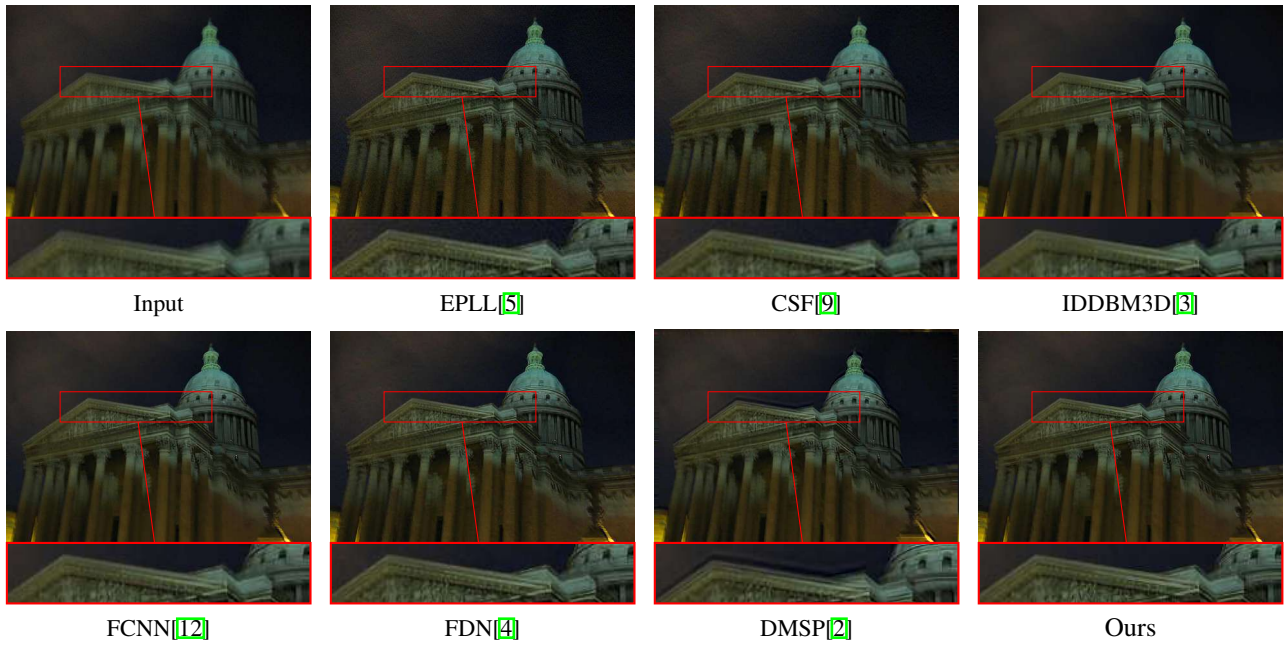 Input
EPLL[5]
CSF[9]
IDDBM3D[3]
FCNN[12]
FDN[4]
DMSP[2]
Ours